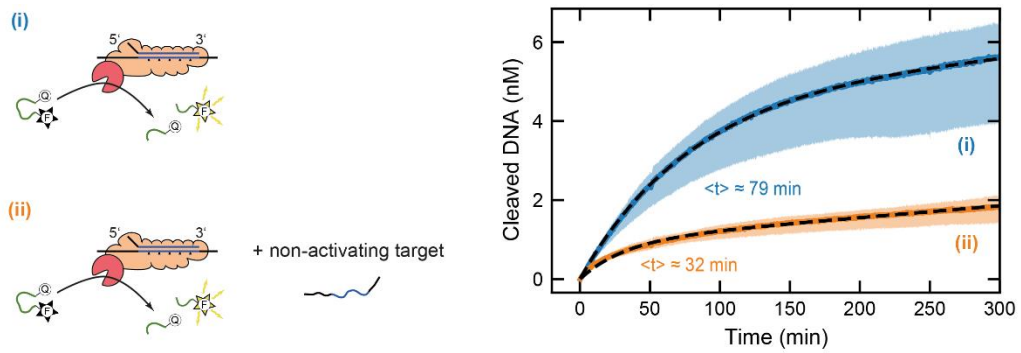 (i)
5‘
3‘
Q
F
Q
F
(ii)
5‘
3‘
+ non-activating target
Q
F
Q
F
Cleaved DNA (nM)
6
4
2
0
(i)
<t> ≈ 79 min
(ii)
<t> ≈ 32 min
0 50 100 150 200 250 300
Time (min)